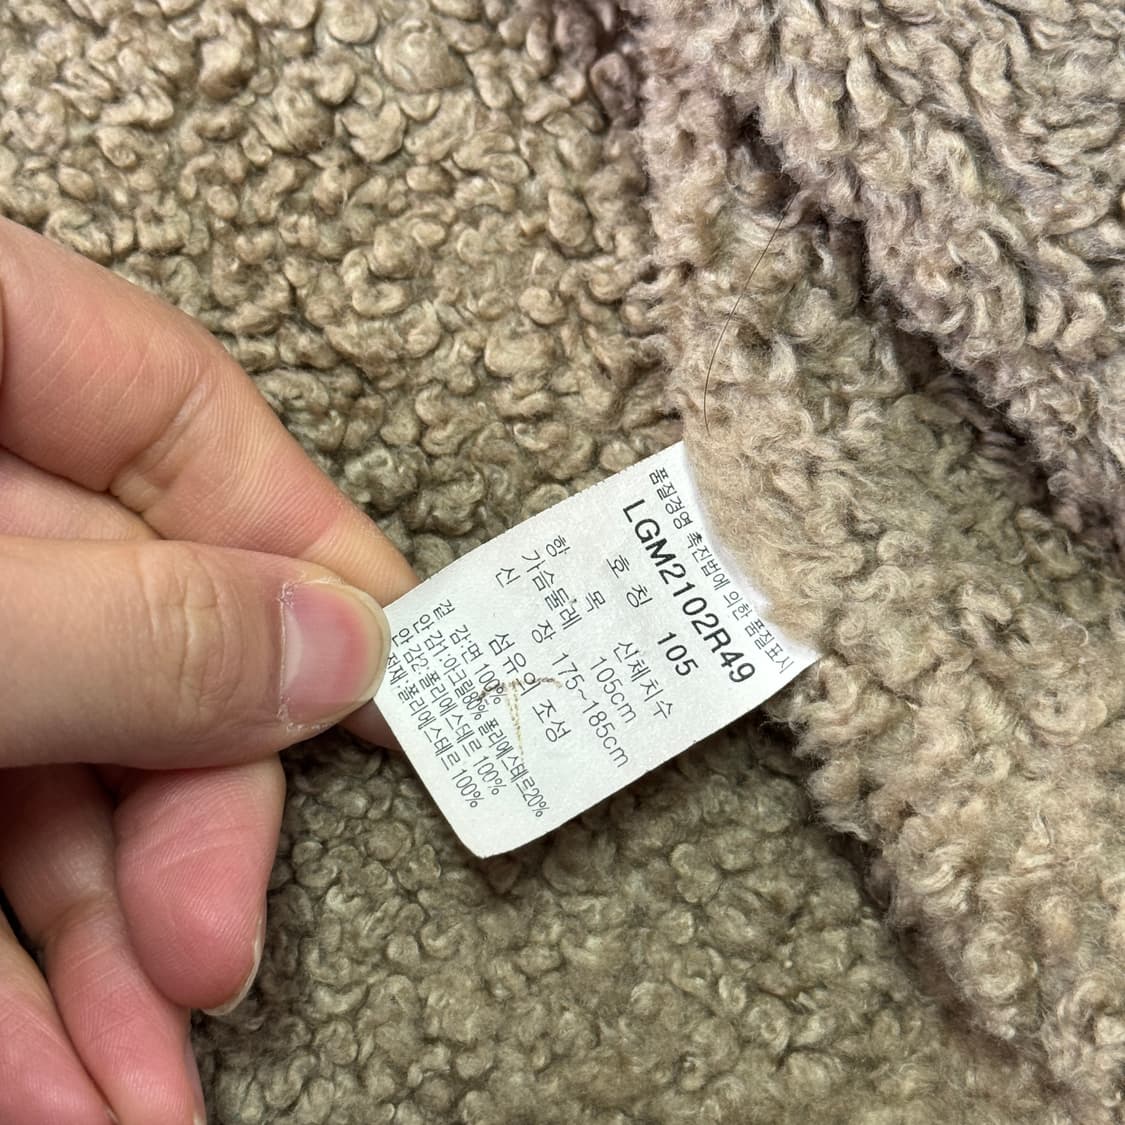 품질경영 촉진법에 의한 품질표시
LGM2102R49
호 칭 105
항 목 신체치수
가슴둘레 105cm
신 장 175~185cm
섬유의 조성
겉 감:면 100%
안 감1:아크릴80% 폴리에스테르20%
안 감2:폴리에스테르 100%
폴리에스테르 100%